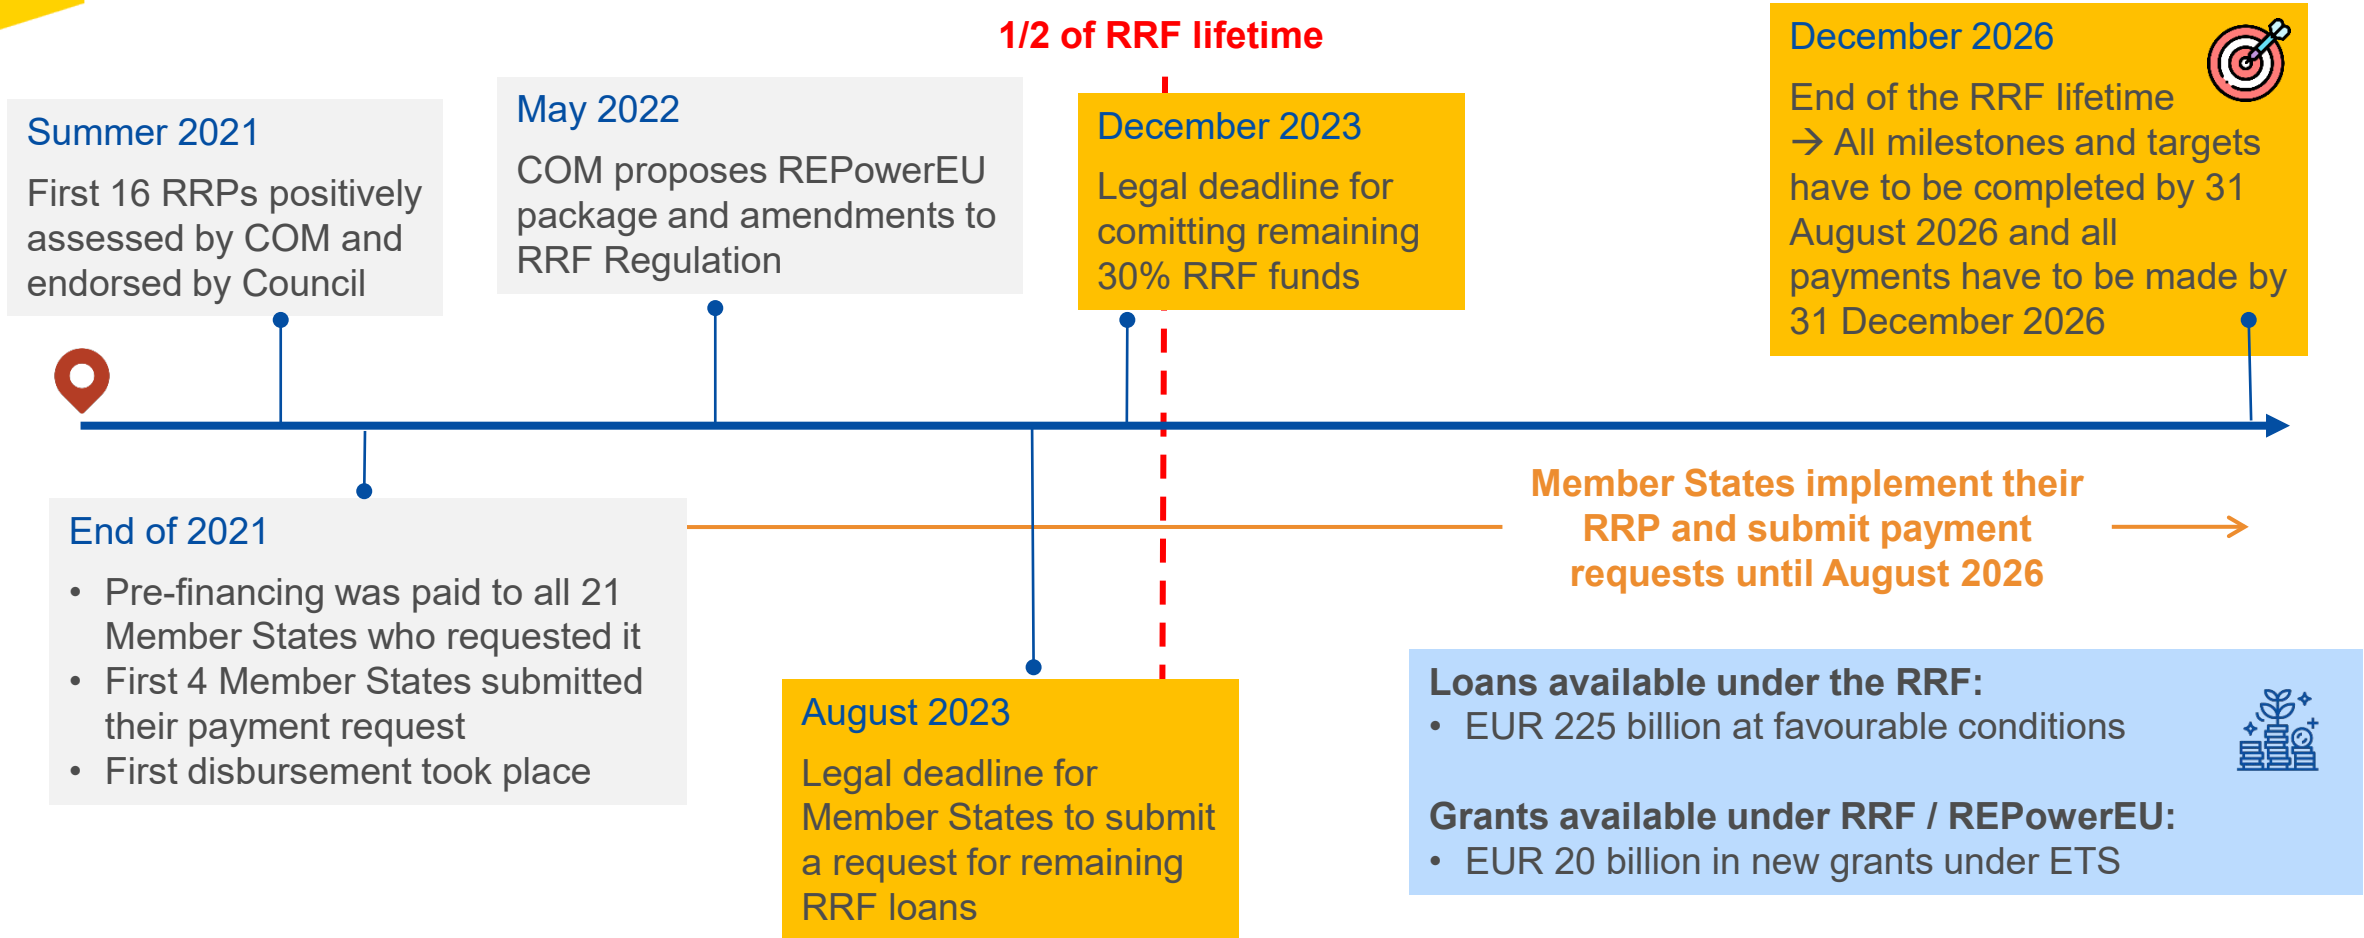 1/2 of RRF lifetime
Summer 2021
First 16 RRPs positively
assessed by COM and
endorsed by Council
May 2022
COM proposes REPowerEU
package and amendments to
RRF Regulation
December 2023
Legal deadline for
comitting remaining
30% RRF funds
December 2026
End of the RRF lifetime
→ All milestones and targets
have to be completed by 31
August 2026 and all
payments have to be made by
31 December 2026
End of 2021
• Pre-financing was paid to all 21
Member States who requested it
• First 4 Member States submitted
their payment request
• First disbursement took place
August 2023
Legal deadline for
Member States to submit
a request for remaining
RRF loans
Member States implement their
RRP and submit payment
requests until August 2026
Loans available under the RRF:
• EUR 225 billion at favourable conditions
Grants available under RRF / REPowerEU:
• EUR 20 billion in new grants under ETS